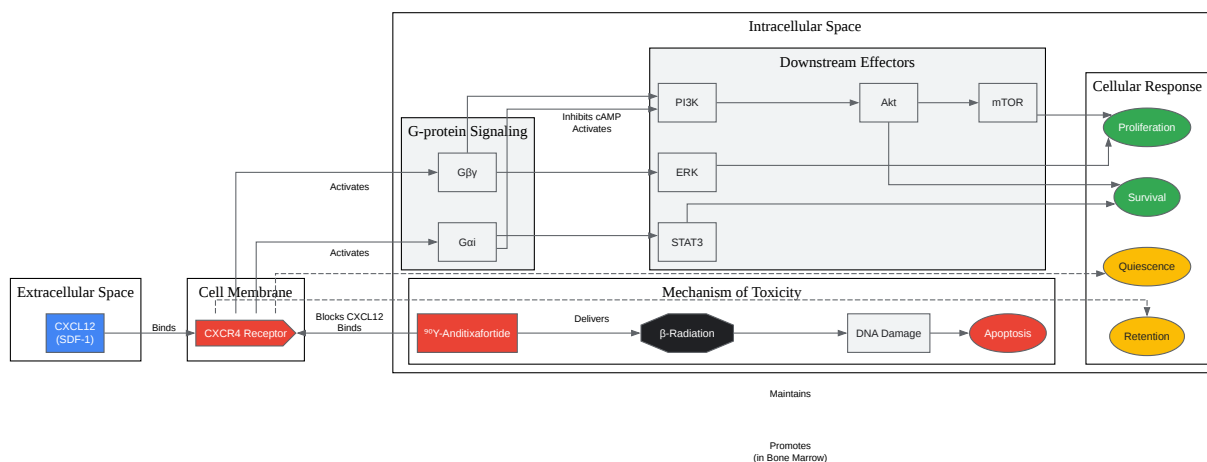 Intracellular Space
Downstream Effectors
Cellular Response
PI3K
Akt
mTOR
Inhibits cAMP
Activates
Proliferation
G-protein Signaling
Gβγ
ERK
Activates
Survival
Gαi
STAT3
Activates
Quiescence
Extracellular Space
Cell Membrane
Mechanism of Toxicity
CXCL12
(SDF-1)
Binds
CXCR4 Receptor
Blocks CXCL12
Binds
⁹⁰Y-Anditixafortide
Delivers
β-Radiation
DNA Damage
Apoptosis
Retention
Maintains
Promotes
(in Bone Marrow)